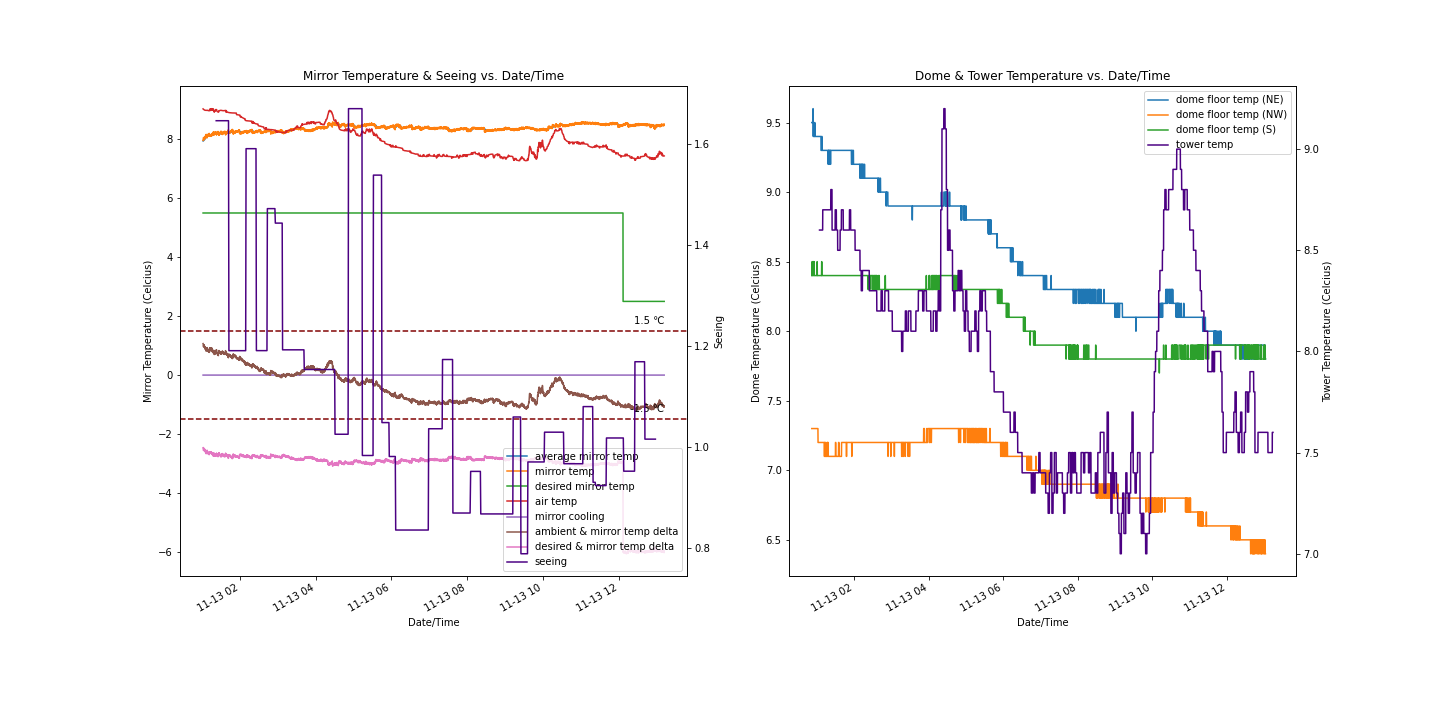 Mirror Temperature & Seeing vs. Date/Time
Mirror Temperature (Celcius)
8
6
4
2
0
−2
−4
−6
1.5 °C
-1.5 °C
average mirror temp
mirror temp
desired mirror temp
air temp
mirror cooling
ambient & mirror temp delta
desired & mirror temp delta
seeing
1.6
1.4
1.2
1.0
0.8
Seeing
11-13 02
11-13 04
11-13 06
11-13 08
11-13 10
11-13 12
Date/Time
Dome & Tower Temperature vs. Date/Time
Dome Temperature (Celcius)
9.5
9.0
8.5
8.0
7.5
7.0
6.5
dome floor temp (NE)
dome floor temp (NW)
dome floor temp (S)
tower temp
9.0
8.5
8.0
7.5
7.0
Tower Temperature (Celcius)
11-13 02
11-13 04
11-13 06
11-13 08
11-13 10
11-13 12
Date/Time